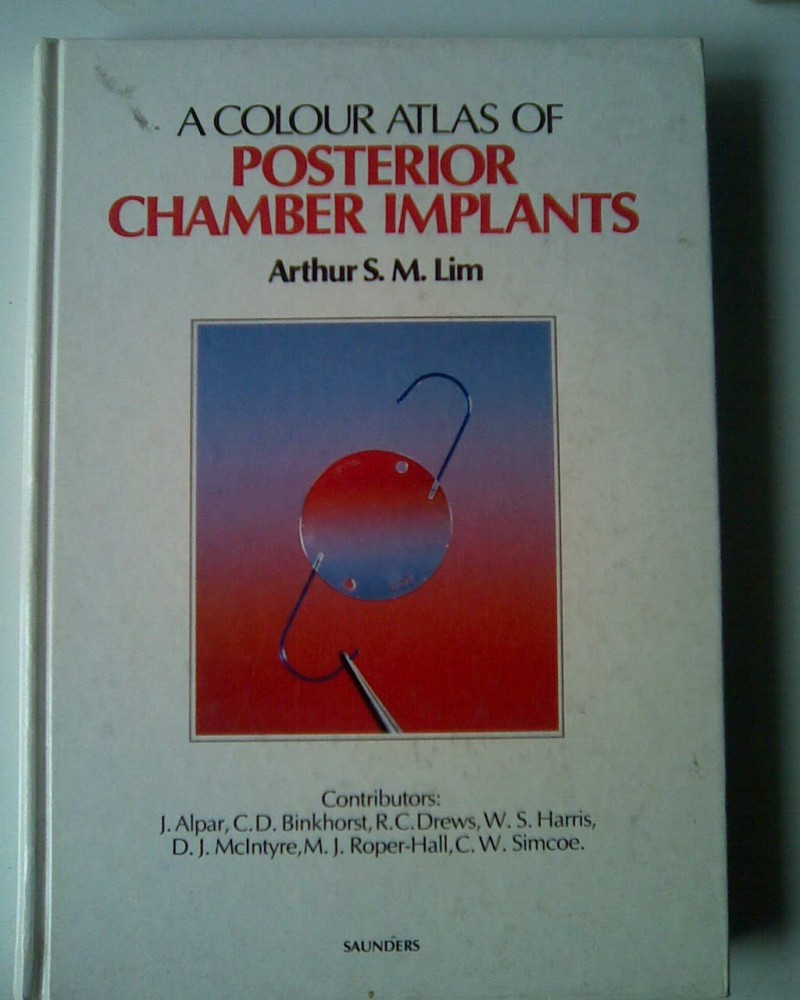 A COLOUR ATLAS OF
POSTERIOR
CHAMBER IMPLANTS
Arthur S. M. Lim
Contributors:
J. Alpar, C.D. Binkhorst, R.C. Drews, W. S. Harris,
D. J. McIntyre, M. J. Roper-Hall, C. W. Simcoe.
SAUNDERS